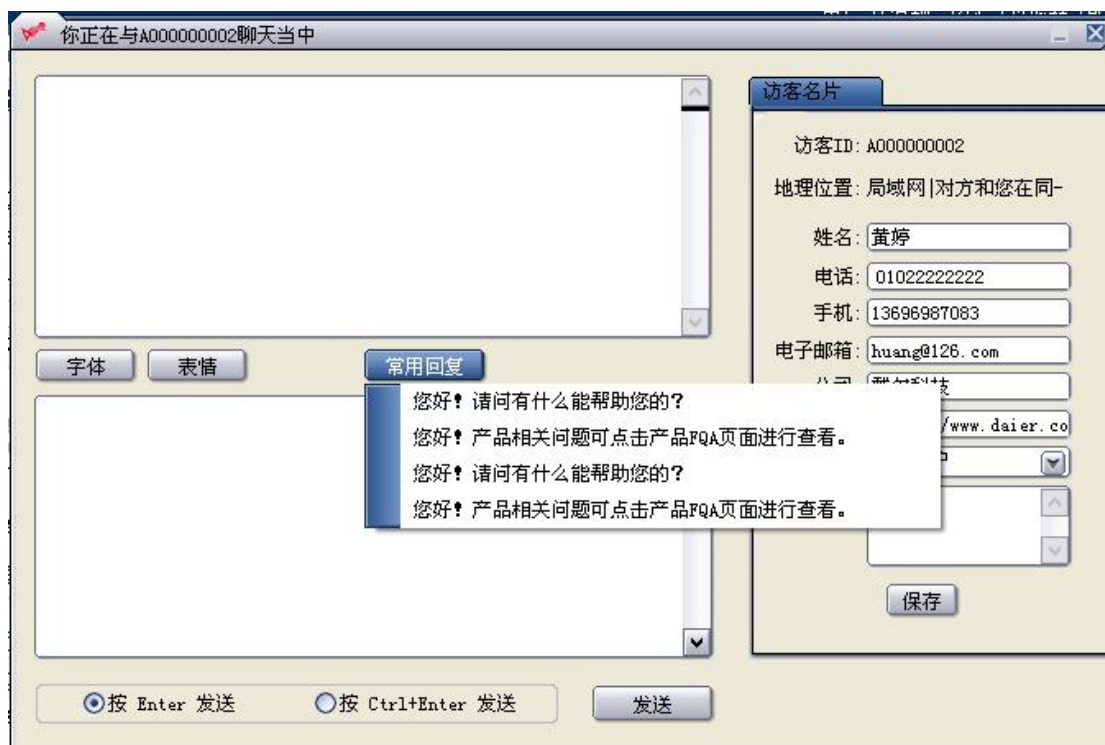 你正在与A000000002聊天当中
访客名片
访客ID: A000000002
地理位置: 局域网|对方和您在同-
姓名: 黄婷
电话: 01022222222
手机: 13696987083
电子邮箱: huang@126.com
/www.daier.co
字体
表情
常用回复
您好!请问有什么能帮助您的?
您好!产品相关问题可点击产品FQA页面进行查看。
您好!请问有什么能帮助您的?
您好!产品相关问题可点击产品FQA页面进行查看。
保存
按 Enter 发送
按 Ctrl+Enter 发送
发送